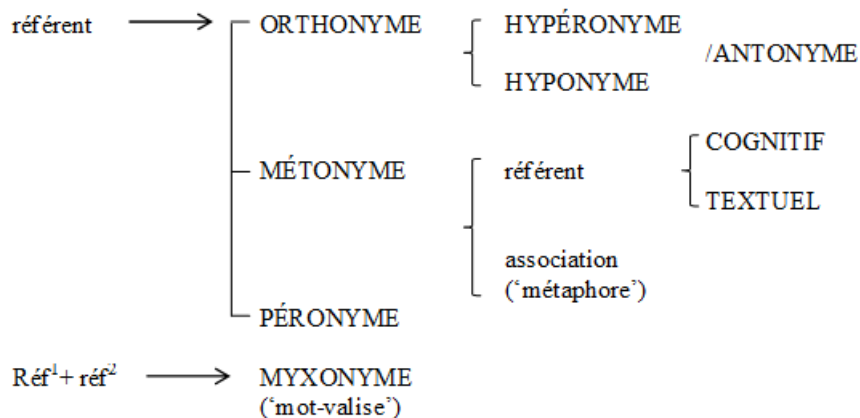 référent ORTHONYME HYPÉRONYME
/ANTONYME
HYPONYME
COGNITIF
MÉTONYME référent
TEXTUEL
association
(‘métaphore’)
PÉRONYME
Réf¹+ réf² MYXONYME
(‘mot-valise’)